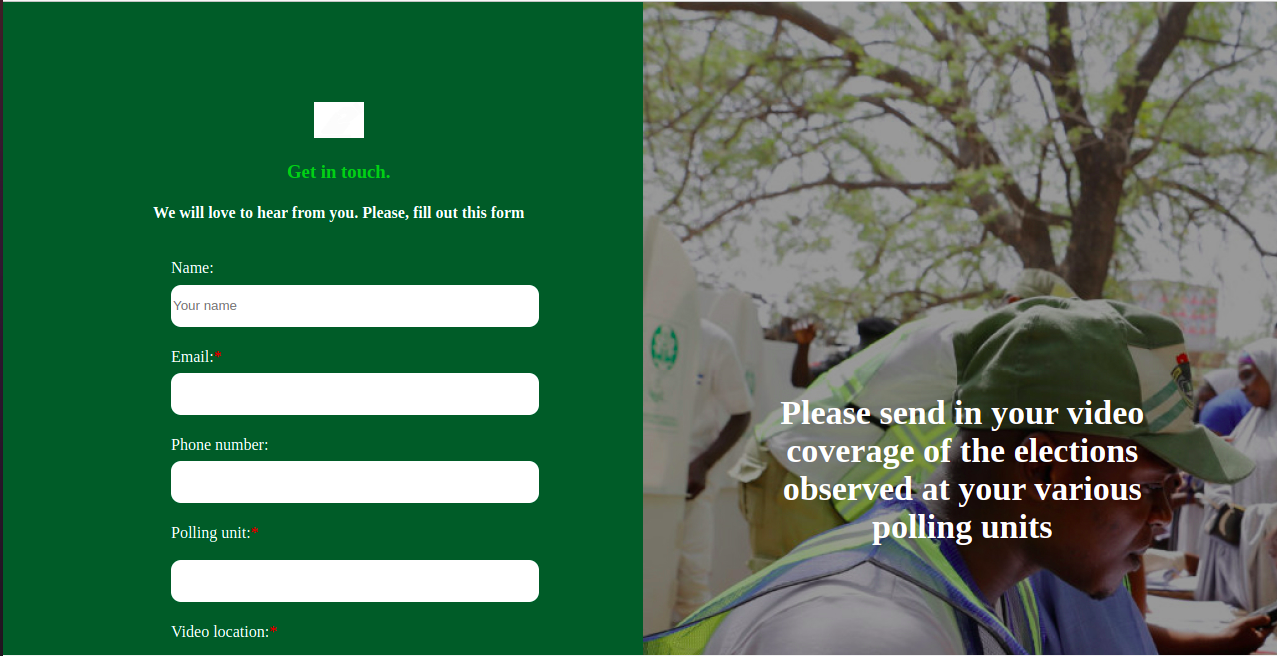 Get in touch.
We will love to hear from you. Please, fill out this form
Name:
Your name
Email:*
Phone number:
Polling unit:*
Video location:*
Please send in your video
coverage of the elections
observed at your various
polling units